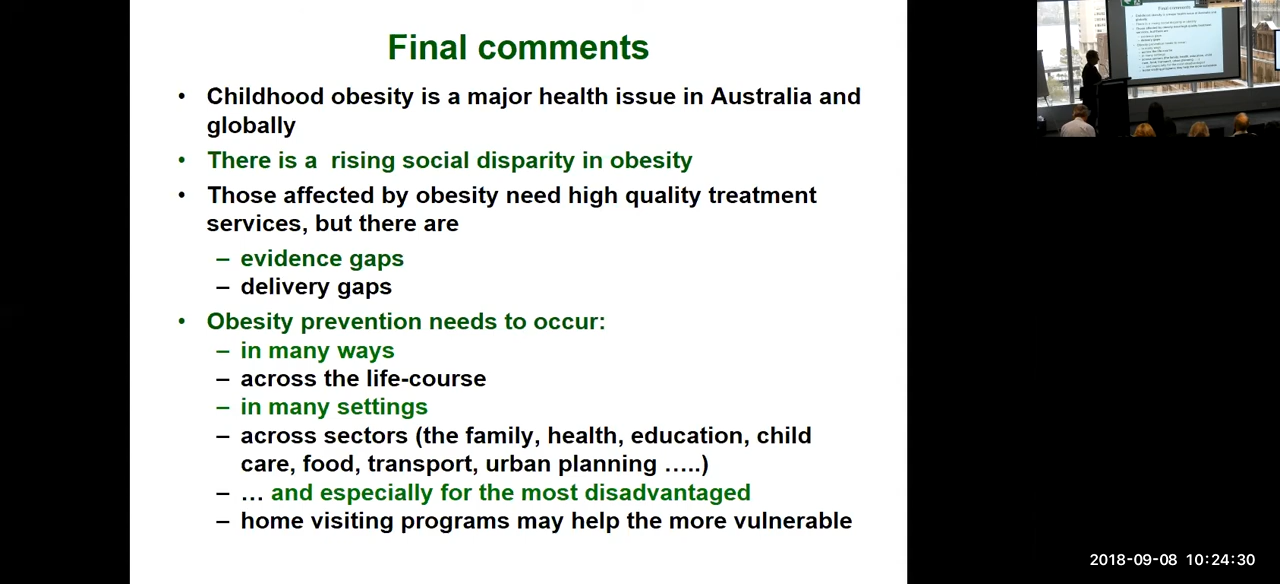 Final comments
• Childhood obesity is a major health issue in Australia and
globally
• There is a rising social disparity in obesity
• Those affected by obesity need high quality treatment
services, but there are
– evidence gaps
– delivery gaps
• Obesity prevention needs to occur:
– in many ways
– across the life-course
– in many settings
– across sectors (the family, health, education, child
care, food, transport, urban planning …..)
– … and especially for the most disadvantaged
– home visiting programs may help the more vulnerable
Final comments
2018-09-08 10:24:30